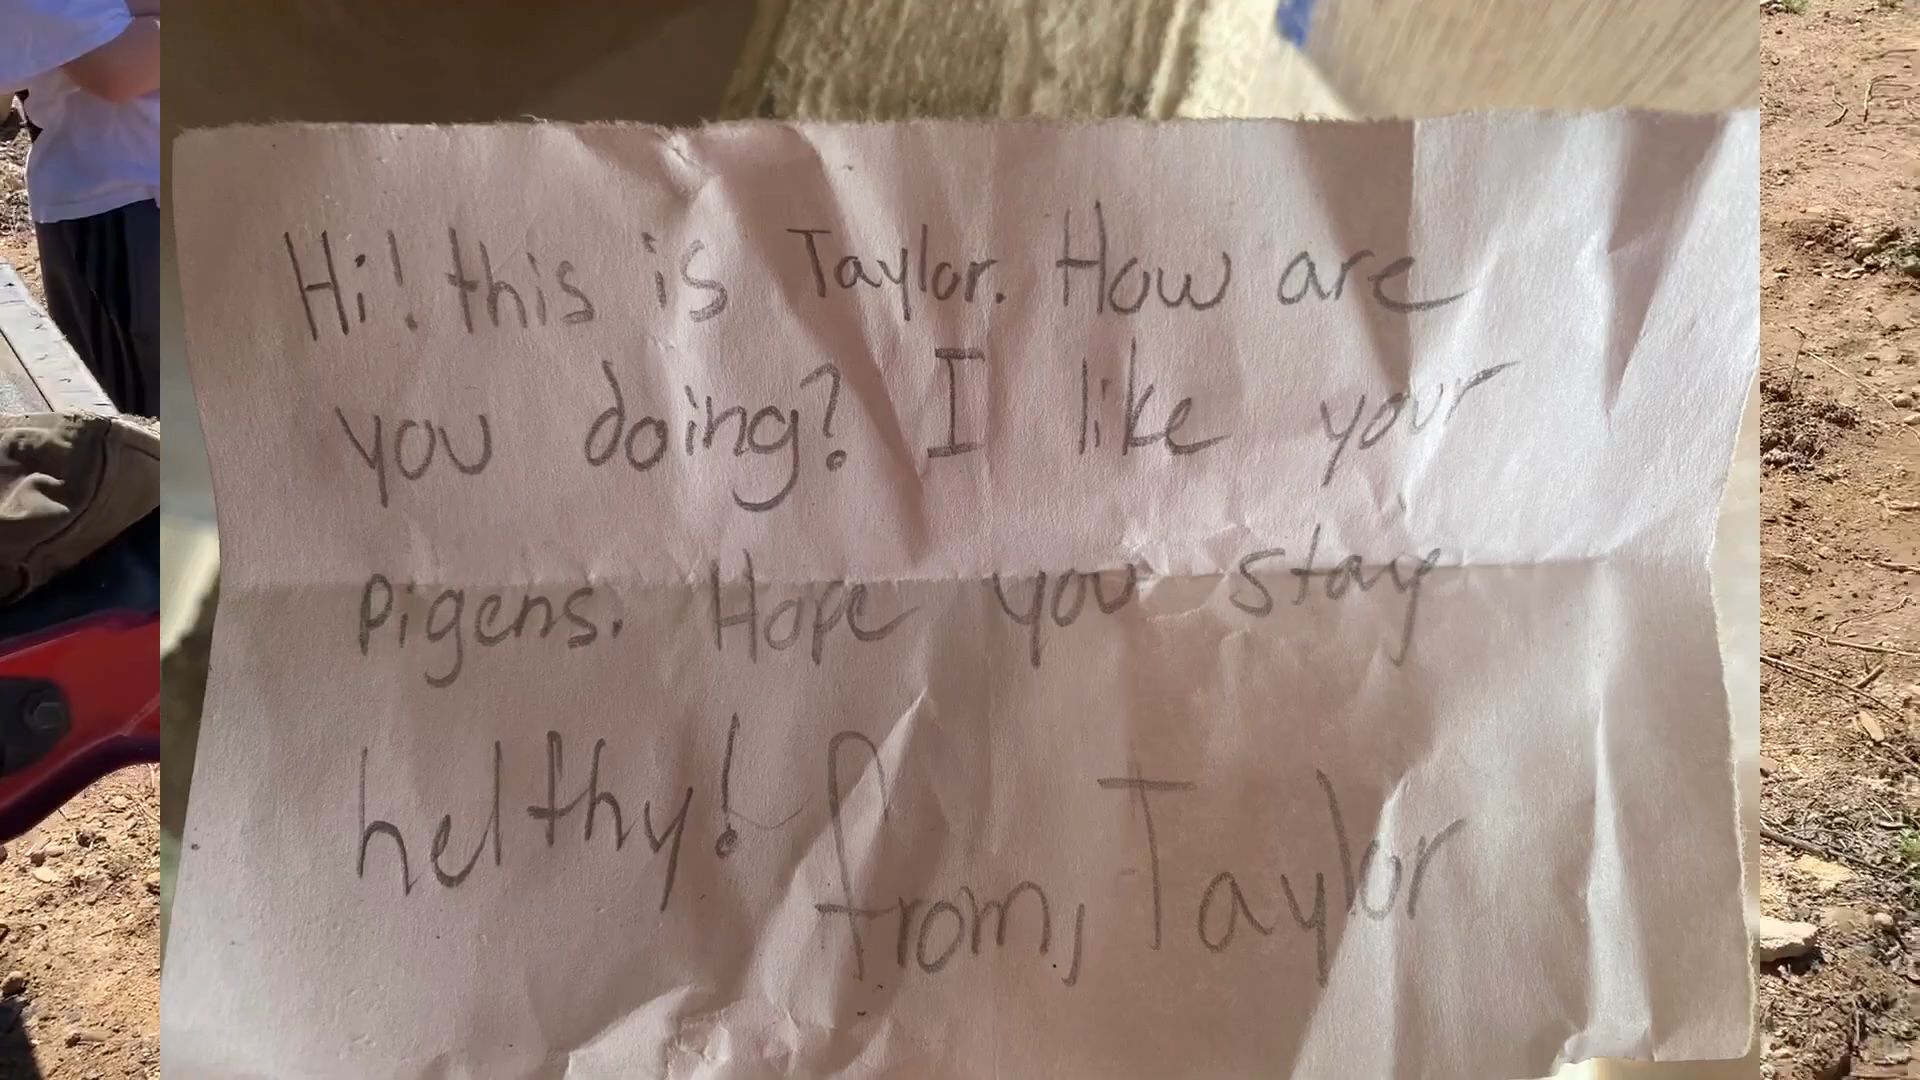 Hi! this is Taylor. How are
you doing? I like your
Pigens. Hope you stay
helthy!
from, Taylor